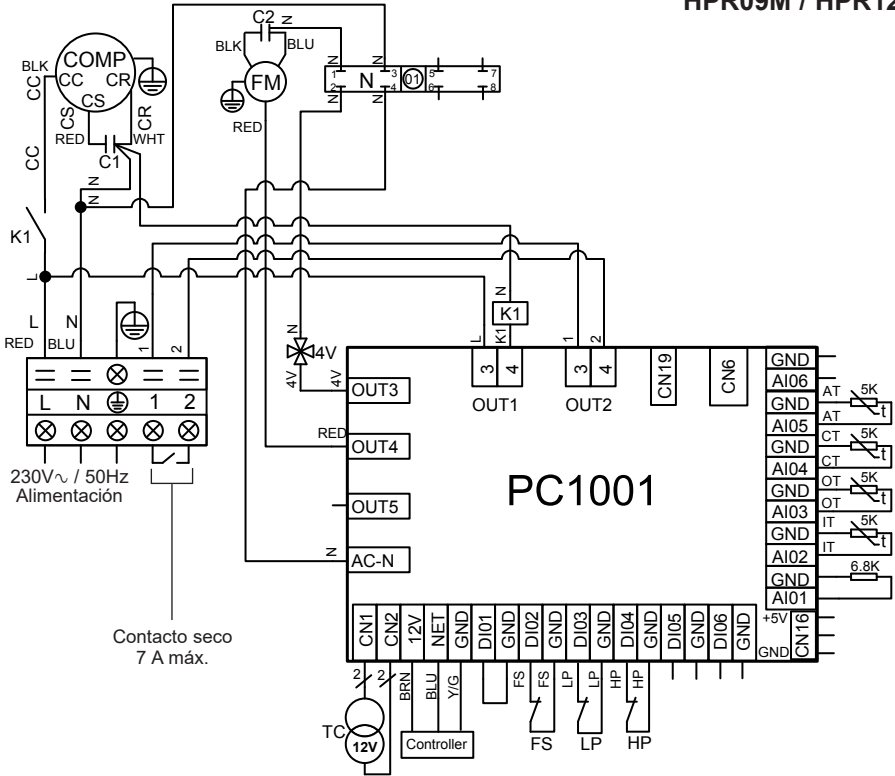 HPR09M / HPR12
C2
N
BLK
BLU
COMP
BLK
CC
CR
CS
CC
FM
1
3
N
01
5
7
2
4
6
8
N
N
N
N
CS
CR
RED
WHT
C1
RED
CC
N
N
K1
L
N
K1
L
K1
1
2
L
N
RED
BLU
1
2
N
4V
4V
4V
L
N
1
2
230V∿ / 50Hz
Alimentación
Contacto seco
7 A máx.
3
4
3
4
CN19
CN6
OUT1
OUT2
OUT3
RED
OUT4
OUT5
N
AC-N
PC1001
GND
AI06
GND
AT
5K
AI05
AT
t
GND
CT
5K
AI04
CT
t
GND
OT
5K
AI03
OT
t
GND
IT
5K
AI02
IT
t
GND
6.8K
AI01
+5V
CN16
GND
CN1
CN2
12V
NET
GND
DI01
GND
DI02
GND
DI03
GND
DI04
GND
DI05
GND
DI06
GND
2
2
BRN
BLU
Y/G
FS
FS
LP
LP
HP
HP
TC
12V
Controller
FS
LP
HP